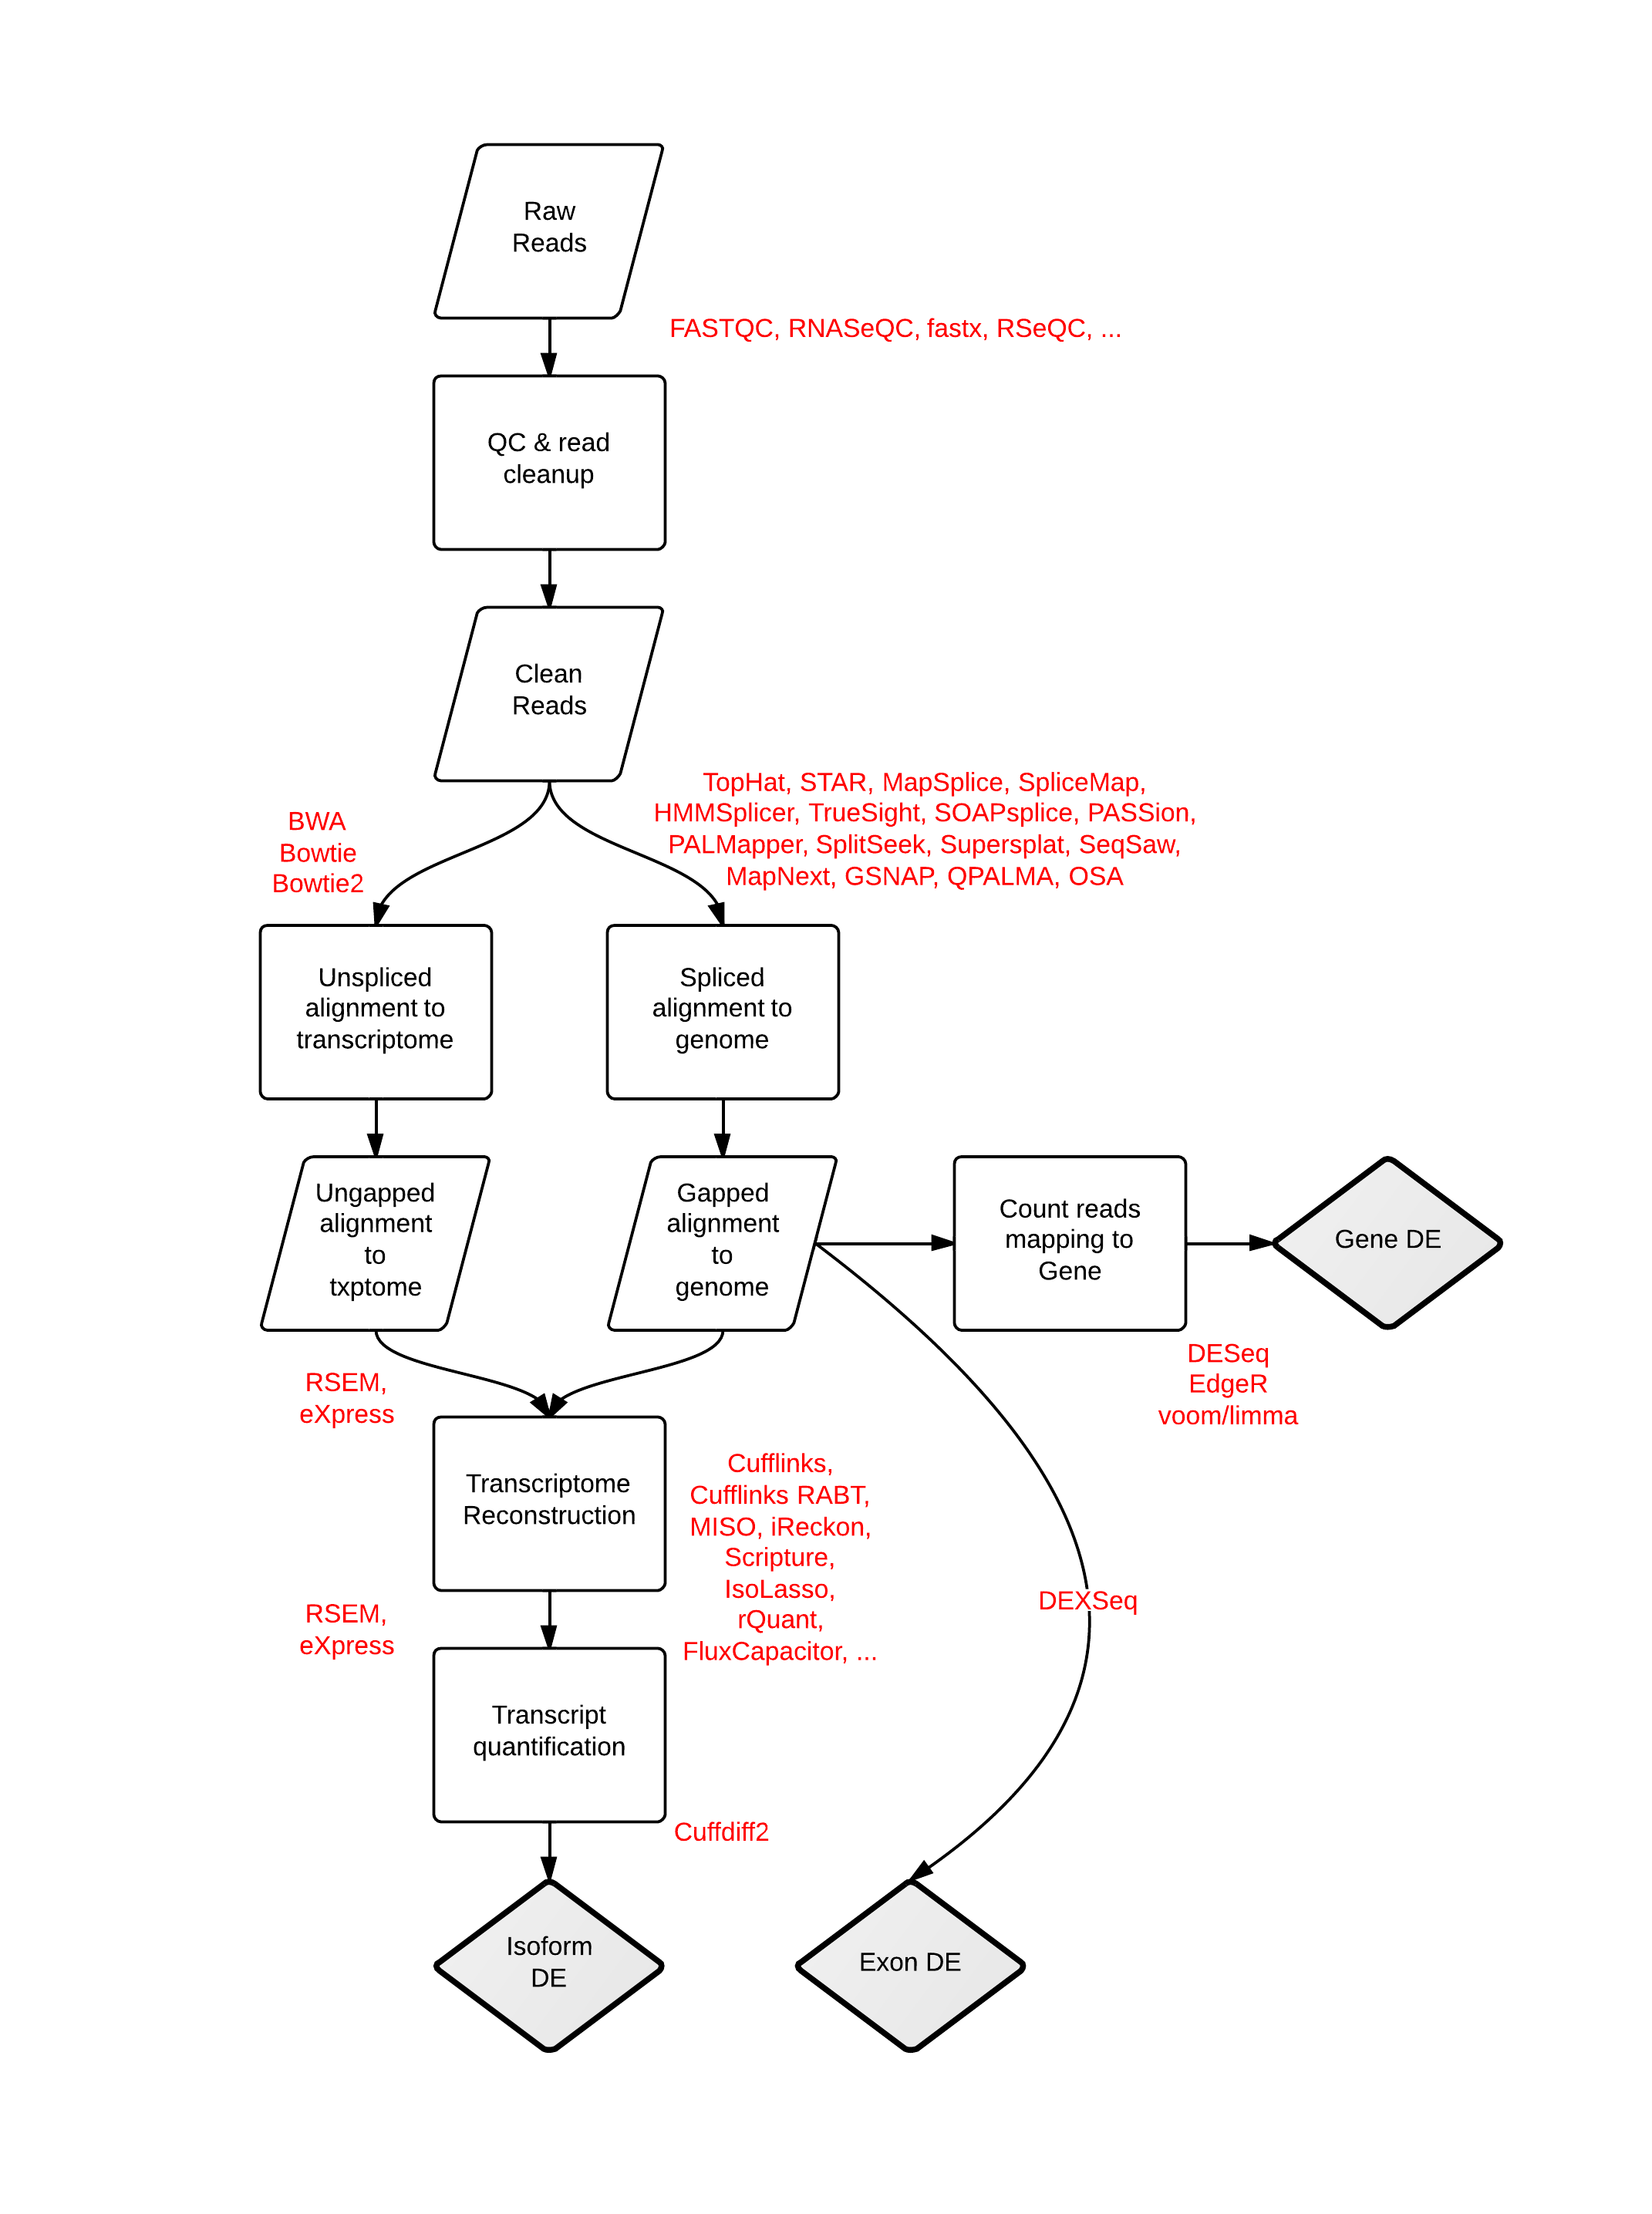 Raw
Reads
FASTQC, RNASeQC, fastx, RSeQC, ...
QC & read
cleanup
Clean
Reads
BWA
Bowtie
Bowtie2
TopHat, STAR, MapSplice, SpliceMap,
HMMSplicer, TrueSight, SOAPsplice, PASSion,
PALMapper, SplitSeek, Supersplat, SeqSaw,
MapNext, GSNAP, QPALMA, OSA
Unspliced
alignment to
transcriptome
Spliced
alignment to
genome
Ungapped
alignment
to
txptome
Gapped
alignment
to
genome
Count reads
mapping to
Gene
Gene DE
DESeq
EdgeR
voom/limma
RSEM,
eXpress
Transcriptome
Reconstruction
Cufflinks,
Cufflinks RABT,
MISO, iReckon,
Scripture,
IsoLasso,
rQuant,
FluxCapacitor, ...
DEXSeq
RSEM,
eXpress
Transcript
quantification
Cuffdiff2
Isoform
DE
Exon DE